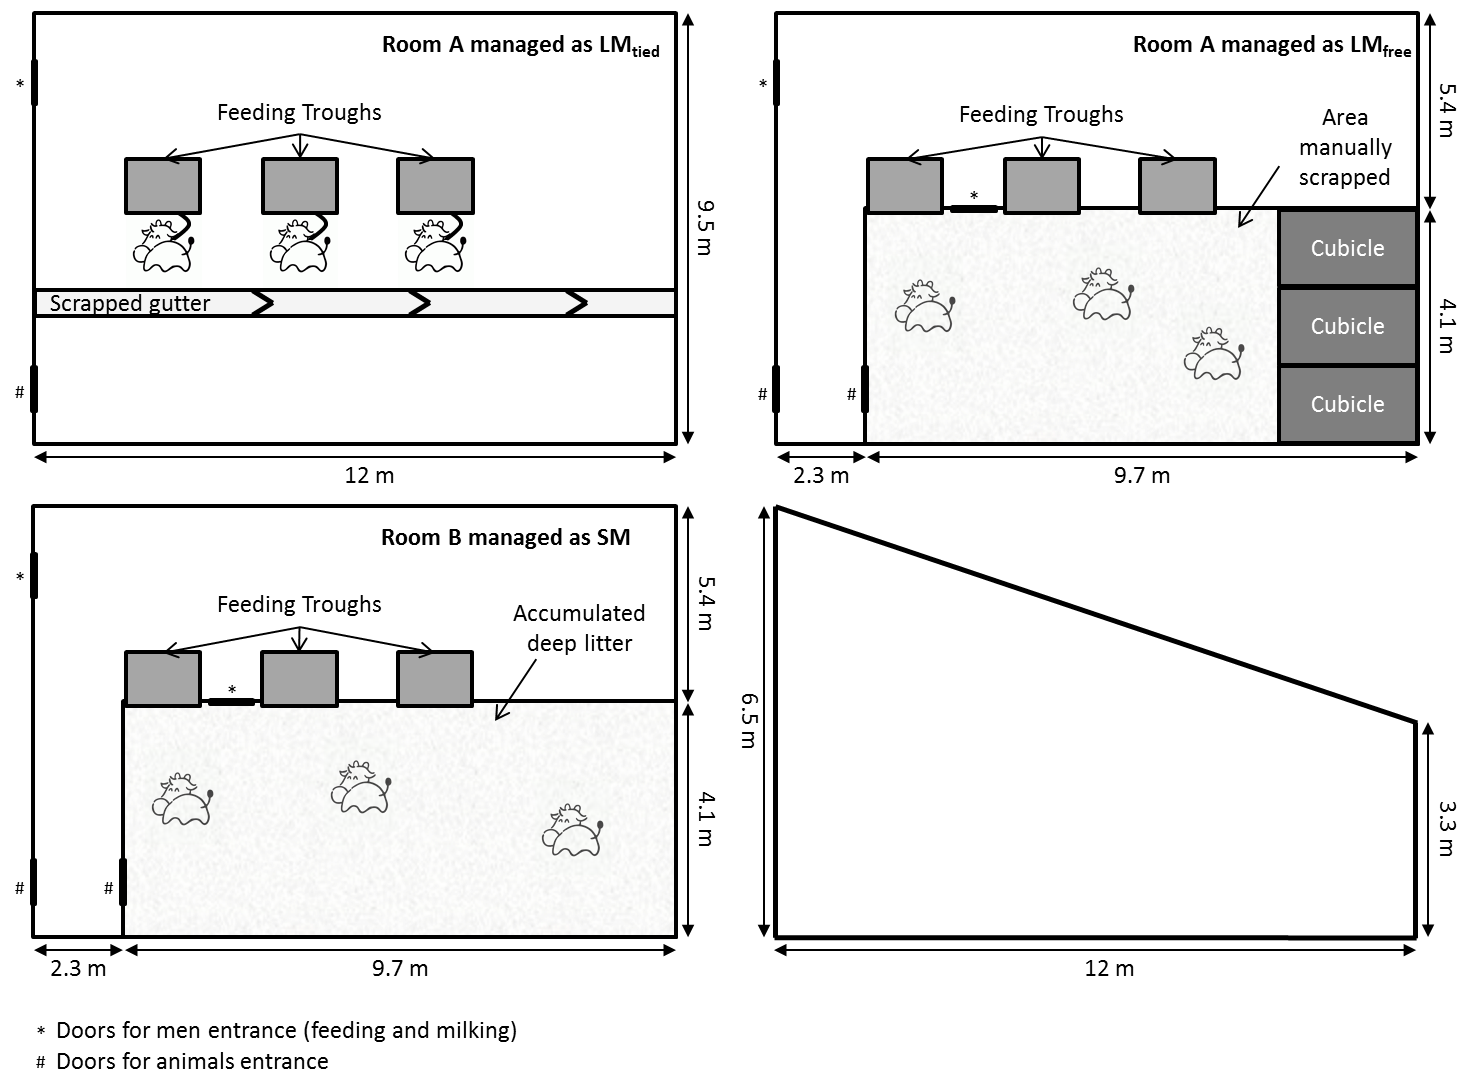 Room A managed as LMtied
*
Feeding Troughs
9.5 m
Scrapped gutter
#
12 m
Room A managed as LMfree
*
Feeding Troughs
Area
manually
scrapped
5.4 m
*
Cubicle
Cubicle
Cubicle
4.1 m
#
#
2.3 m
9.7 m
Room B managed as SM
*
Feeding Troughs
Accumulated
deep litter
5.4 m
*
4.1 m
#
#
2.3 m
9.7 m
6.5 m
3.3 m
12 m
* Doors for men entrance (feeding and milking)
# Doors for animals entrance